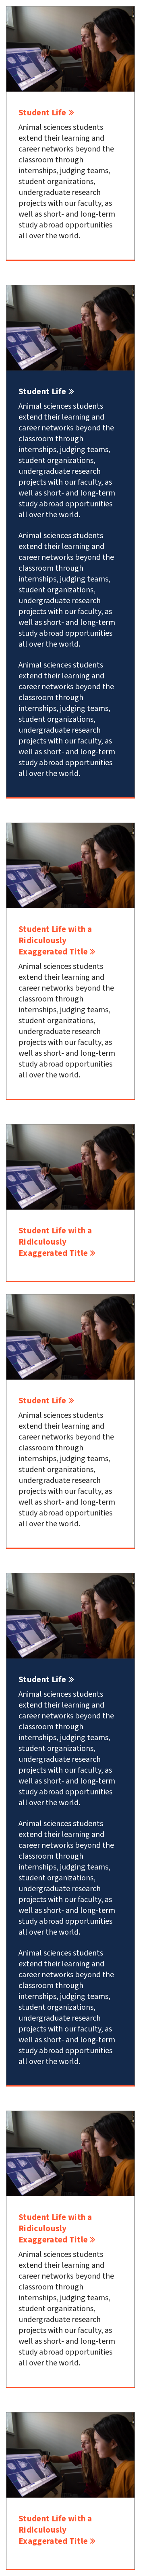 Student Life »
Animal sciences students
extend their learning and
career networks beyond the
classroom through
internships, judging teams,
student organizations,
undergraduate research
projects with our faculty, as
well as short- and long-term
study abroad opportunities
all over the world.
Student Life »
Animal sciences students
extend their learning and
career networks beyond the
classroom through
internships, judging teams,
student organizations,
undergraduate research
projects with our faculty, as
well as short- and long-term
study abroad opportunities
all over the world.
Animal sciences students
extend their learning and
career networks beyond the
classroom through
internships, judging teams,
student organizations,
undergraduate research
projects with our faculty, as
well as short- and long-term
study abroad opportunities
all over the world.
Animal sciences students
extend their learning and
career networks beyond the
classroom through
internships, judging teams,
student organizations,
undergraduate research
projects with our faculty, as
well as short- and long-term
study abroad opportunities
all over the world.
Student Life with a
Ridiculously
Exaggerated Title »
Animal sciences students
extend their learning and
career networks beyond the
classroom through
internships, judging teams,
student organizations,
undergraduate research
projects with our faculty, as
well as short- and long-term
study abroad opportunities
all over the world.
Student Life with a
Ridiculously
Exaggerated Title »
Student Life »
Animal sciences students
extend their learning and
career networks beyond the
classroom through
internships, judging teams,
student organizations,
undergraduate research
projects with our faculty, as
well as short- and long-term
study abroad opportunities
all over the world.
Student Life »
Animal sciences students
extend their learning and
career networks beyond the
classroom through
internships, judging teams,
student organizations,
undergraduate research
projects with our faculty, as
well as short- and long-term
study abroad opportunities
all over the world.
Animal sciences students
extend their learning and
career networks beyond the
classroom through
internships, judging teams,
student organizations,
undergraduate research
projects with our faculty, as
well as short- and long-term
study abroad opportunities
all over the world.
Animal sciences students
extend their learning and
career networks beyond the
classroom through
internships, judging teams,
student organizations,
undergraduate research
projects with our faculty, as
well as short- and long-term
study abroad opportunities
all over the world.
Student Life with a
Ridiculously
Exaggerated Title »
Animal sciences students
extend their learning and
career networks beyond the
classroom through
internships, judging teams,
student organizations,
undergraduate research
projects with our faculty, as
well as short- and long-term
study abroad opportunities
all over the world.
Student Life with a
Ridiculously
Exaggerated Title »